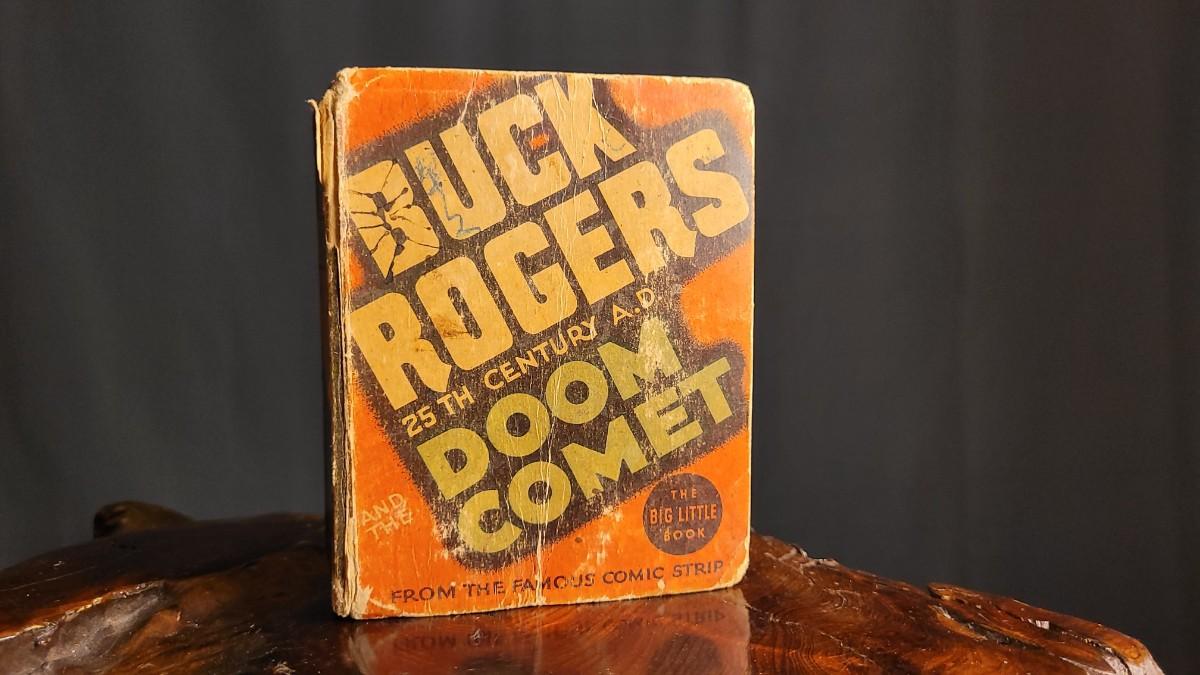 BUCK
ROGERS
25TH CENTURY A.D
AND
THE
DOOM
COMET
THE
BIG LITTLE
BOOK
FROM THE FAMOUS COMIC STRIP